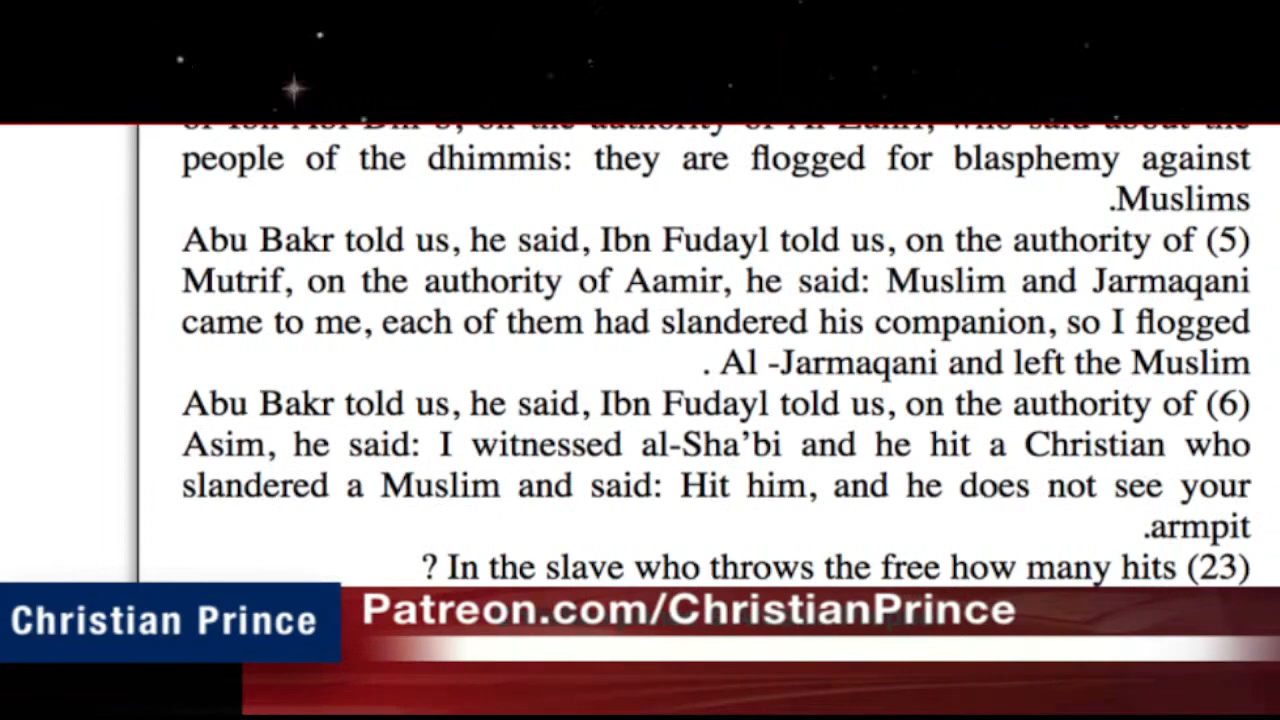 people of the dhimmis: they are flogged for blasphemy against
.Muslims
Abu Bakr told us, he said, Ibn Fudayl told us, on the authority of (5)
Mutrif, on the authority of Aamir, he said: Muslim and Jarmaqani
came to me, each of them had slandered his companion, so I flogged
. Al -Jarmaqani and left the Muslim
Abu Bakr told us, he said, Ibn Fudayl told us, on the authority of (6)
Asim, he said: I witnessed al-Sha’bi and he hit a Christian who
slandered a Muslim and said: Hit him, and he does not see your
.armpit
? In the slave who throws the free how many hits (23)
Christian Prince
Patreon.com/ChristianPrince